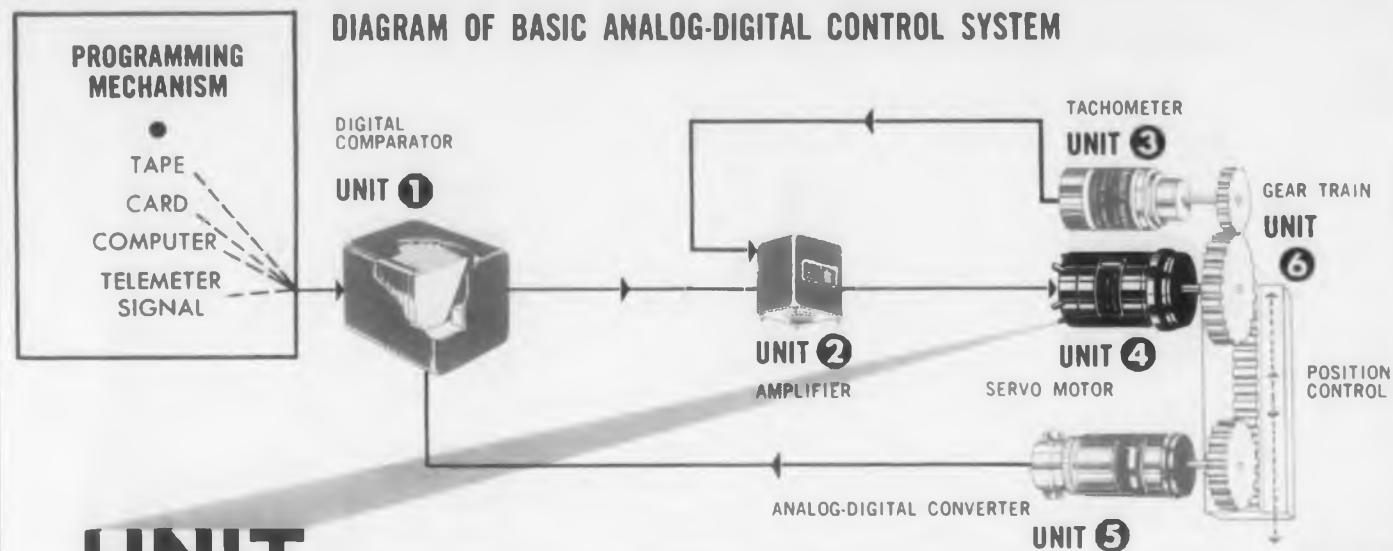 DIAGRAM OF BASIC ANALOG-DIGITAL CONTROL SYSTEM
PROGRAMMING
MECHANISM
TAPE
CARD
COMPUTER
TELEMETER
SIGNAL
DIGITAL
COMPARATOR
UNIT 1
UNIT 2
AMPLIFIER
TACHOMETER
UNIT 3
GEAR TRAIN
UNIT
6
UNIT 4
SERVO MOTOR
POSITION
CONTROL
ANALOG-DIGITAL CONVERTER
UNIT 5
UNIT